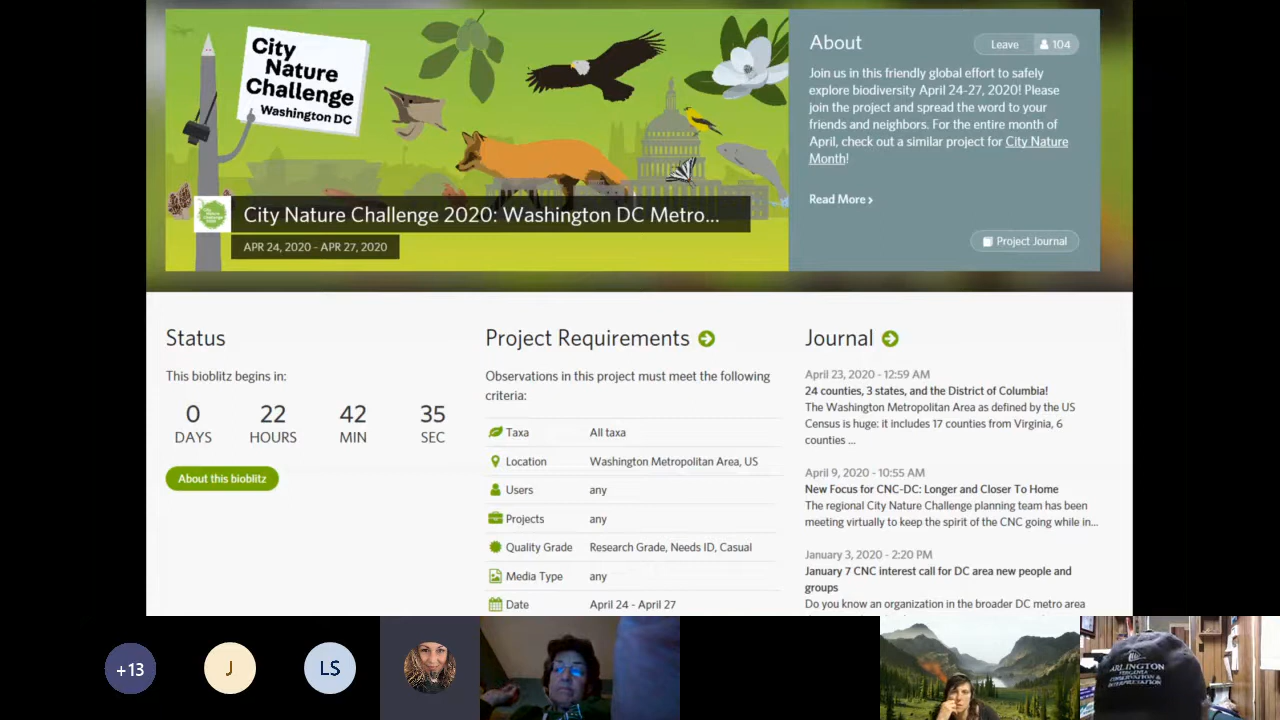 City
Nature
Challenge
Washington DC
City Nature Challenge 2020: Washington DC Metro...
APR 24, 2020 - APR 27, 2020
About
Leave
104
Join us in this friendly global effort to safely
explore biodiversity April 24-27, 2020! Please
join the project and spread the word to your
friends and neighbors. For the entire month of
April, check out a similar project for City Nature
Month!
Read More ›
Project Journal
Status
This bioblitz begins in:
0 22 42 35
DAYS HOURS MIN SEC
About this bioblitz
Project Requirements
Observations in this project must meet the following
criteria:
Taxa All taxa
Location Washington Metropolitan Area, US
Users any
Projects any
Quality Grade Research Grade, Needs ID, Casual
Media Type any
Date April 24 - April 27
Journal
April 23, 2020 - 12:59 AM
24 counties, 3 states, and the District of Columbia!
The Washington Metropolitan Area as defined by the US
Census is huge: it includes 17 counties from Virginia, 6
counties ...
April 9, 2020 - 10:55 AM
New Focus for CNC-DC: Longer and Closer To Home
The regional City Nature Challenge planning team has been
meeting virtually to keep the spirit of the CNC going while in...
January 3, 2020 - 2:20 PM
January 7 CNC interest call for DC area new people and
groups
Do you know an organization in the broader DC metro area
+13
J
L$
ARLINGTON
VIRGINIA
CONSERVATION &
INTERPRETATION